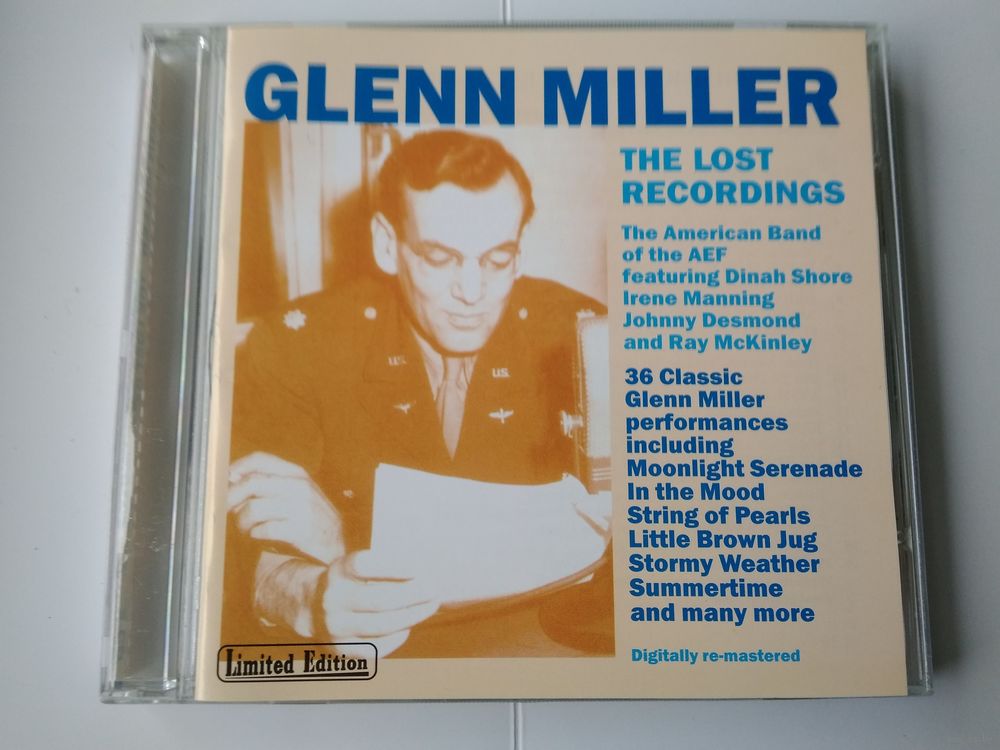 GLENN MILLER
THE LOST
RECORDINGS
The American Band
of the AEF
featuring Dinah Shore
Irene Manning
Johnny Desmond
and Ray McKinley
36 Classic
Glenn Miller
performances
including
Moonlight Serenade
In the Mood
String of Pearls
Little Brown Jug
Stormy Weather
Summertime
and many more
Digitally re-mastered
U.S.
U.S.
Limited Edition